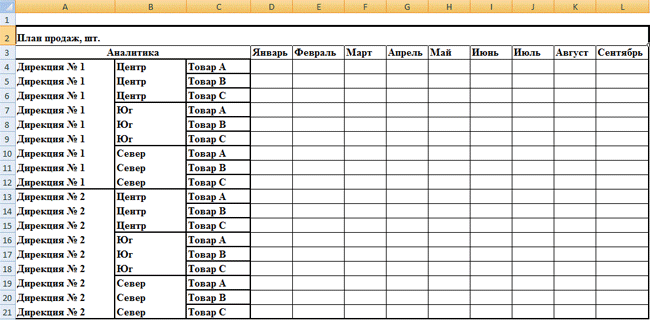 A B C D E F G H I J K L
1
2 План продаж, шт.
3 Аналитика Январь Февраль Март Апрель Май Июнь Июль Август Сентябрь
4 Дирекция № 1 Центр Товар А
5 Дирекция № 1 Центр Товар В
6 Дирекция № 1 Центр Товар С
7 Дирекция № 1 Юг Товар А
8 Дирекция № 1 Юг Товар В
9 Дирекция № 1 Юг Товар С
10 Дирекция № 1 Север Товар А
11 Дирекция № 1 Север Товар В
12 Дирекция № 1 Север Товар С
13 Дирекция № 2 Центр Товар А
14 Дирекция № 2 Центр Товар В
15 Дирекция № 2 Центр Товар С
16 Дирекция № 2 Юг Товар А
17 Дирекция № 2 Юг Товар В
18 Дирекция № 2 Юг Товар С
19 Дирекция № 2 Север Товар А
20 Дирекция № 2 Север Товар В
21 Дирекция № 2 Север Товар С